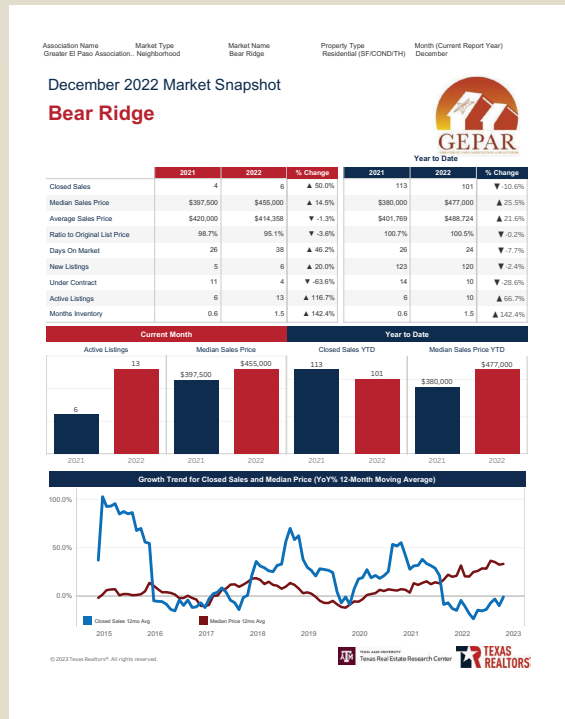 Association Name Market Type Market Name Property Type Month (Current Report Year)
Greater El Paso Association.. Neighborhood Bear Ridge Residential (SF/COND/TH) December
December 2022 Market Snapshot
Bear Ridge
GEPAR
Year to Date
2021 2022 % Change 2021 2022 % Change
Closed Sales 4 6 ▲ 50.0% 113 101 ▼ -10.6%
Median Sales Price $397,500 $455,000 ▲ 14.5% $380,000 $477,000 ▲ 25.5%
Average Sales Price $420,000 $414,358 ▼ -1.3% $401,769 $488,724 ▲ 21.6%
Ratio to Original List Price 98.7% 95.1% ▼ -3.6% 100.7% 100.5% ▼ -0.2%
Days On Market 26 38 ▲ 46.2% 26 24 ▼ -7.7%
New Listings 5 6 ▲ 20.0% 123 120 ▼ -2.4%
Under Contract 11 4 ▼ -63.6% 14 10 ▼ -28.6%
Active Listings 6 13 ▲ 116.7% 6 10 ▲ 66.7%
Months Inventory 0.6 1.5 ▲ 142.4% 0.6 1.5 ▲ 142.4%
Current Month Year to Date
Active Listings Median Sales Price Closed Sales YTD Median Sales Price YTD
6 13 $397,500 $455,000 113 101 $380,000 $477,000
2021 2022 2021 2022 2021 2022 2021 2022
Growth Trend for Closed Sales and Median Price (YoY% 12-Month Moving Average)
100.0%
50.0%
0.0%
Closed Sales 12mo Avg Median Price 12mo Avg
2015 2016 2017 2018 2019 2020 2021 2022 2023
© 2023 Texas Realtors®. All rights reserved.
ATM TEXAS A&M UNIVERSITY
Texas Real Estate Research Center
TEXAS
REALTORS